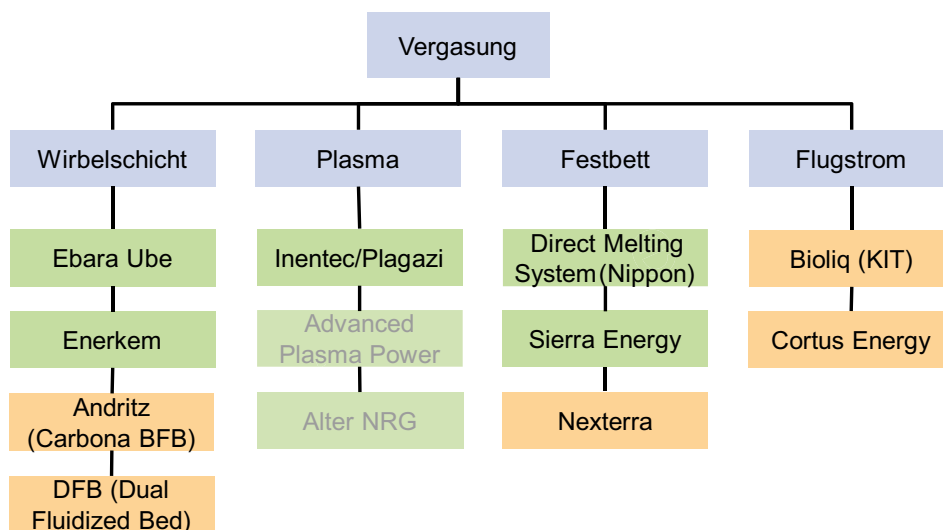 Vergasung
Wirbelschicht
Plasma
Festbett
Flugstrom
Ebara Ube
Enerkem
Andritz
(Carbona BFB)
DFB (Dual
Fluidized Bed)
Inentec/Plagazi
Advanced
Plasma Power
Alter NRG
Direct Melting
System (Nippon)
Sierra Energy
Nexterra
Bioliq (KIT)
Cortus Energy